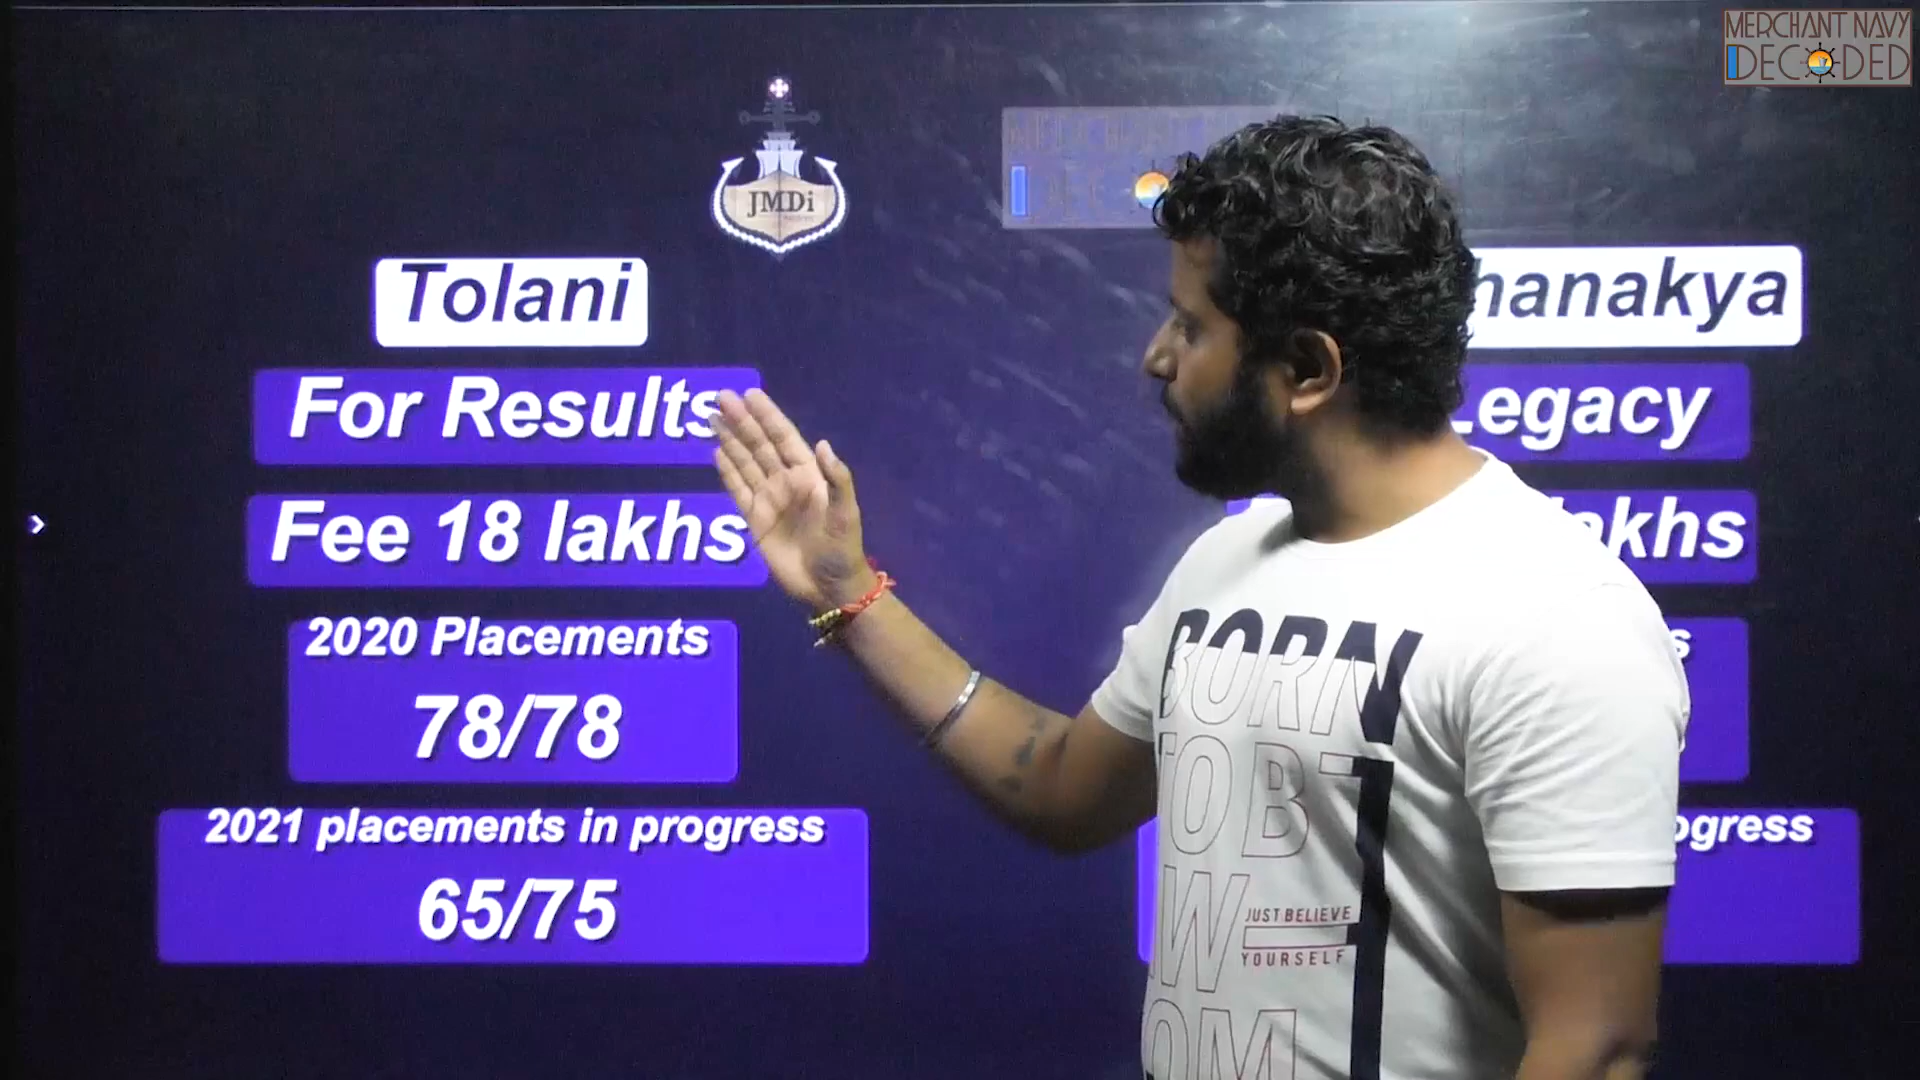 MERCHANT NAVY
DECODED
JMDi
Tolani
hanakya
For Results
Legacy
Fee 18 lakhs
lakhs
2020 Placements
s
78/78
2021 placements in progress
ogress
65/75
BORN
TO B
JUST BELIEVE
YOURSELF